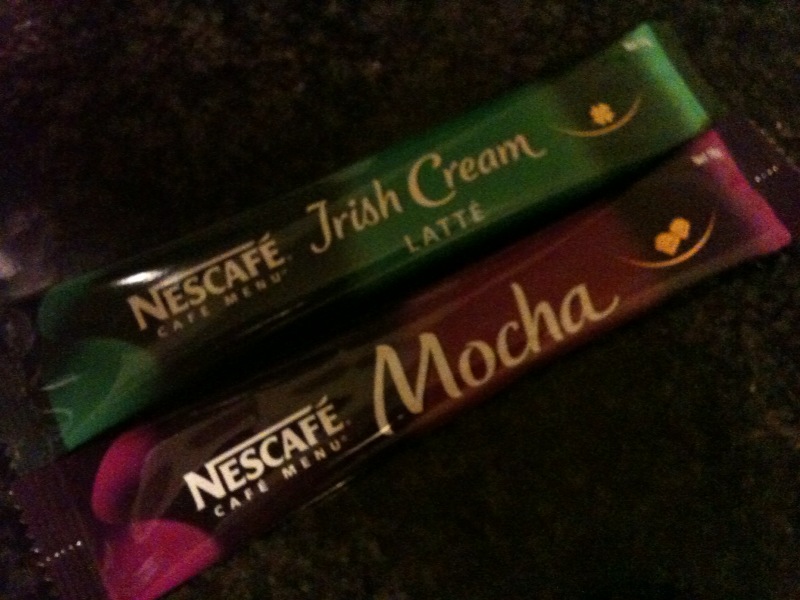 NESCAFÉ
CAFÉ MENU
Irish Cream
LATTÉ
NESCAFÉ
CAFÉ MENU
Mocha